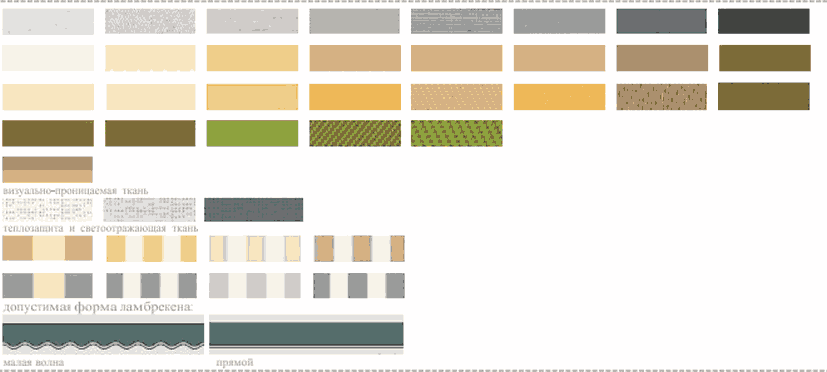 визуально-проницаемая ткань
теплозащита и светоотражающая ткань
допустимая форма ламбрекена:
малая волна
прямой